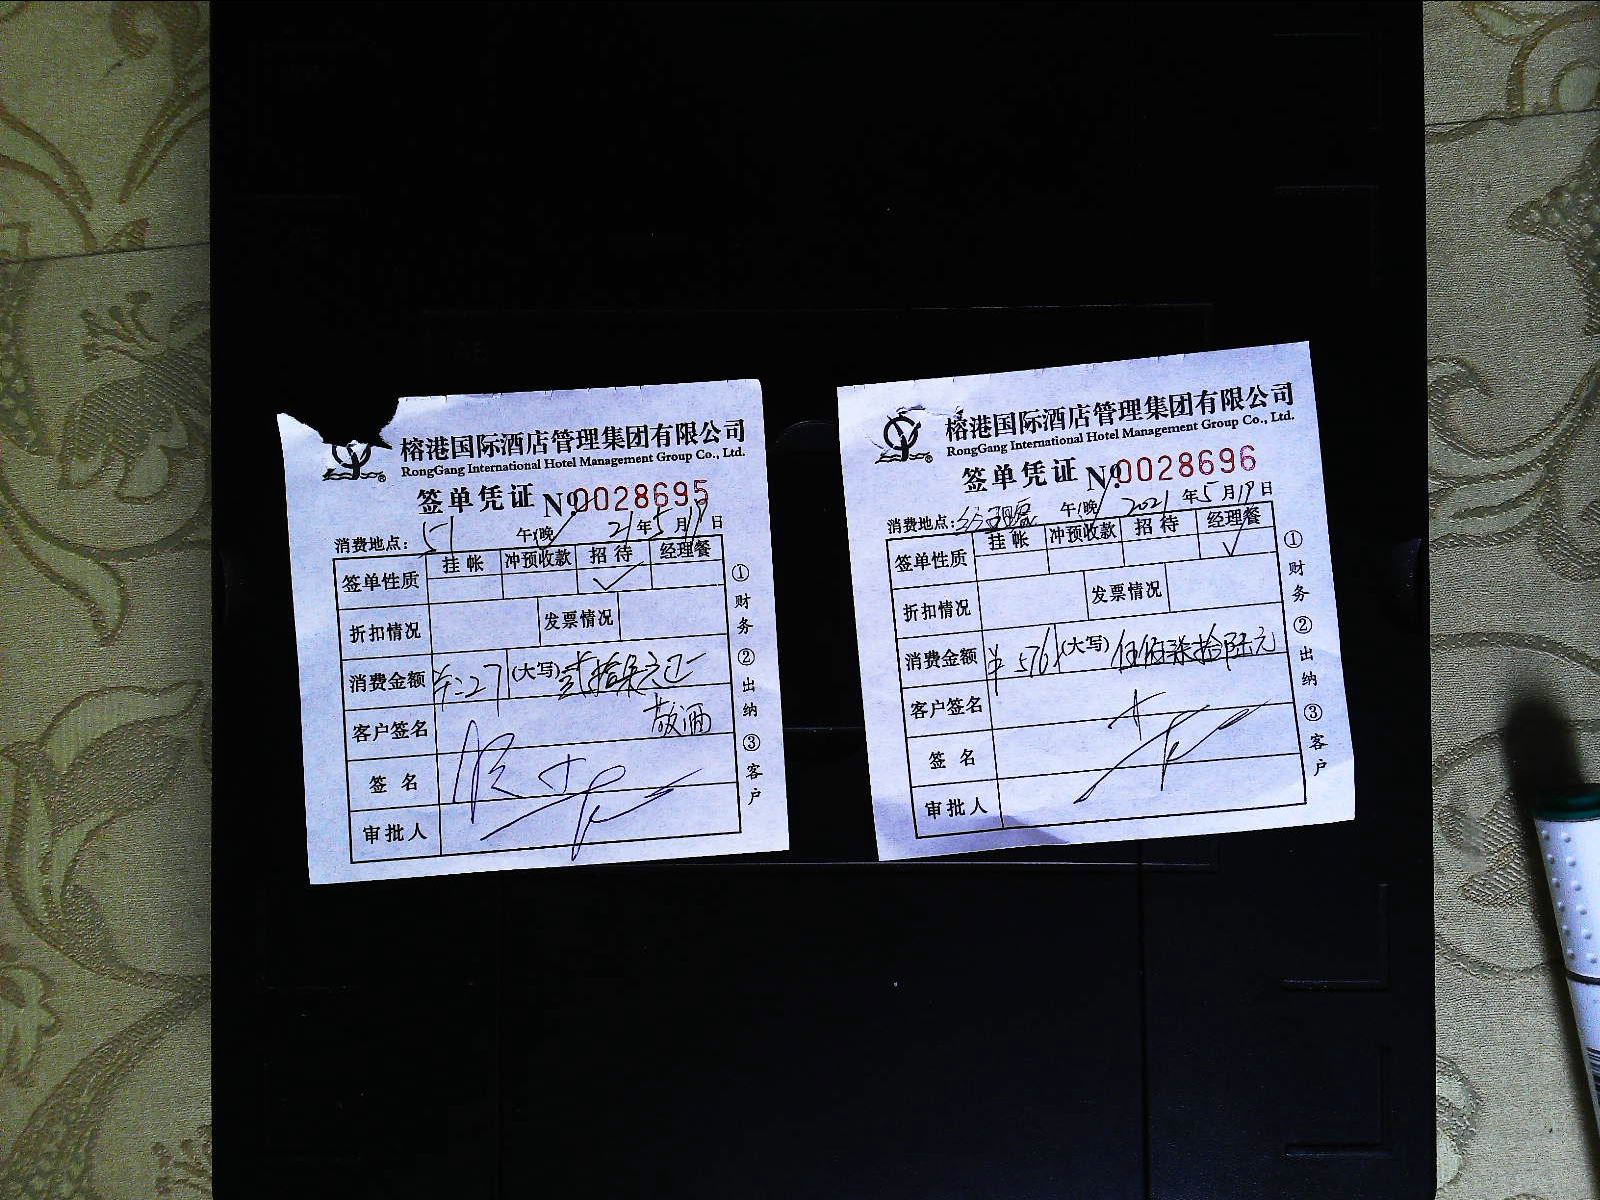 榕港国际酒店管理集团有限公司
RongGang International Hotel Management Group Co., Ltd.
签单凭证 №0028695
消费地点: 51 午/晚 21年5月19日
签单性质 挂帐 冲预收款 招待 经理餐
✓
折扣情况 发票情况
消费金额 ¥:27 (大写) 贰拾柒元正
客户签名 敬酒
签名
审批人
①财务 ②出纳 ③客户
榕港国际酒店管理集团有限公司
RongGang International Hotel Management Group Co., Ltd.
签单凭证 №0028696
消费地点: 午/晚 2021年5月19日
签单性质 挂帐 冲预收款 招待 经理餐
✓
折扣情况 发票情况
消费金额 ¥576 (大写) 伍佰柒拾陆元
客户签名
签名
审批人
①财务 ②出纳 ③客户